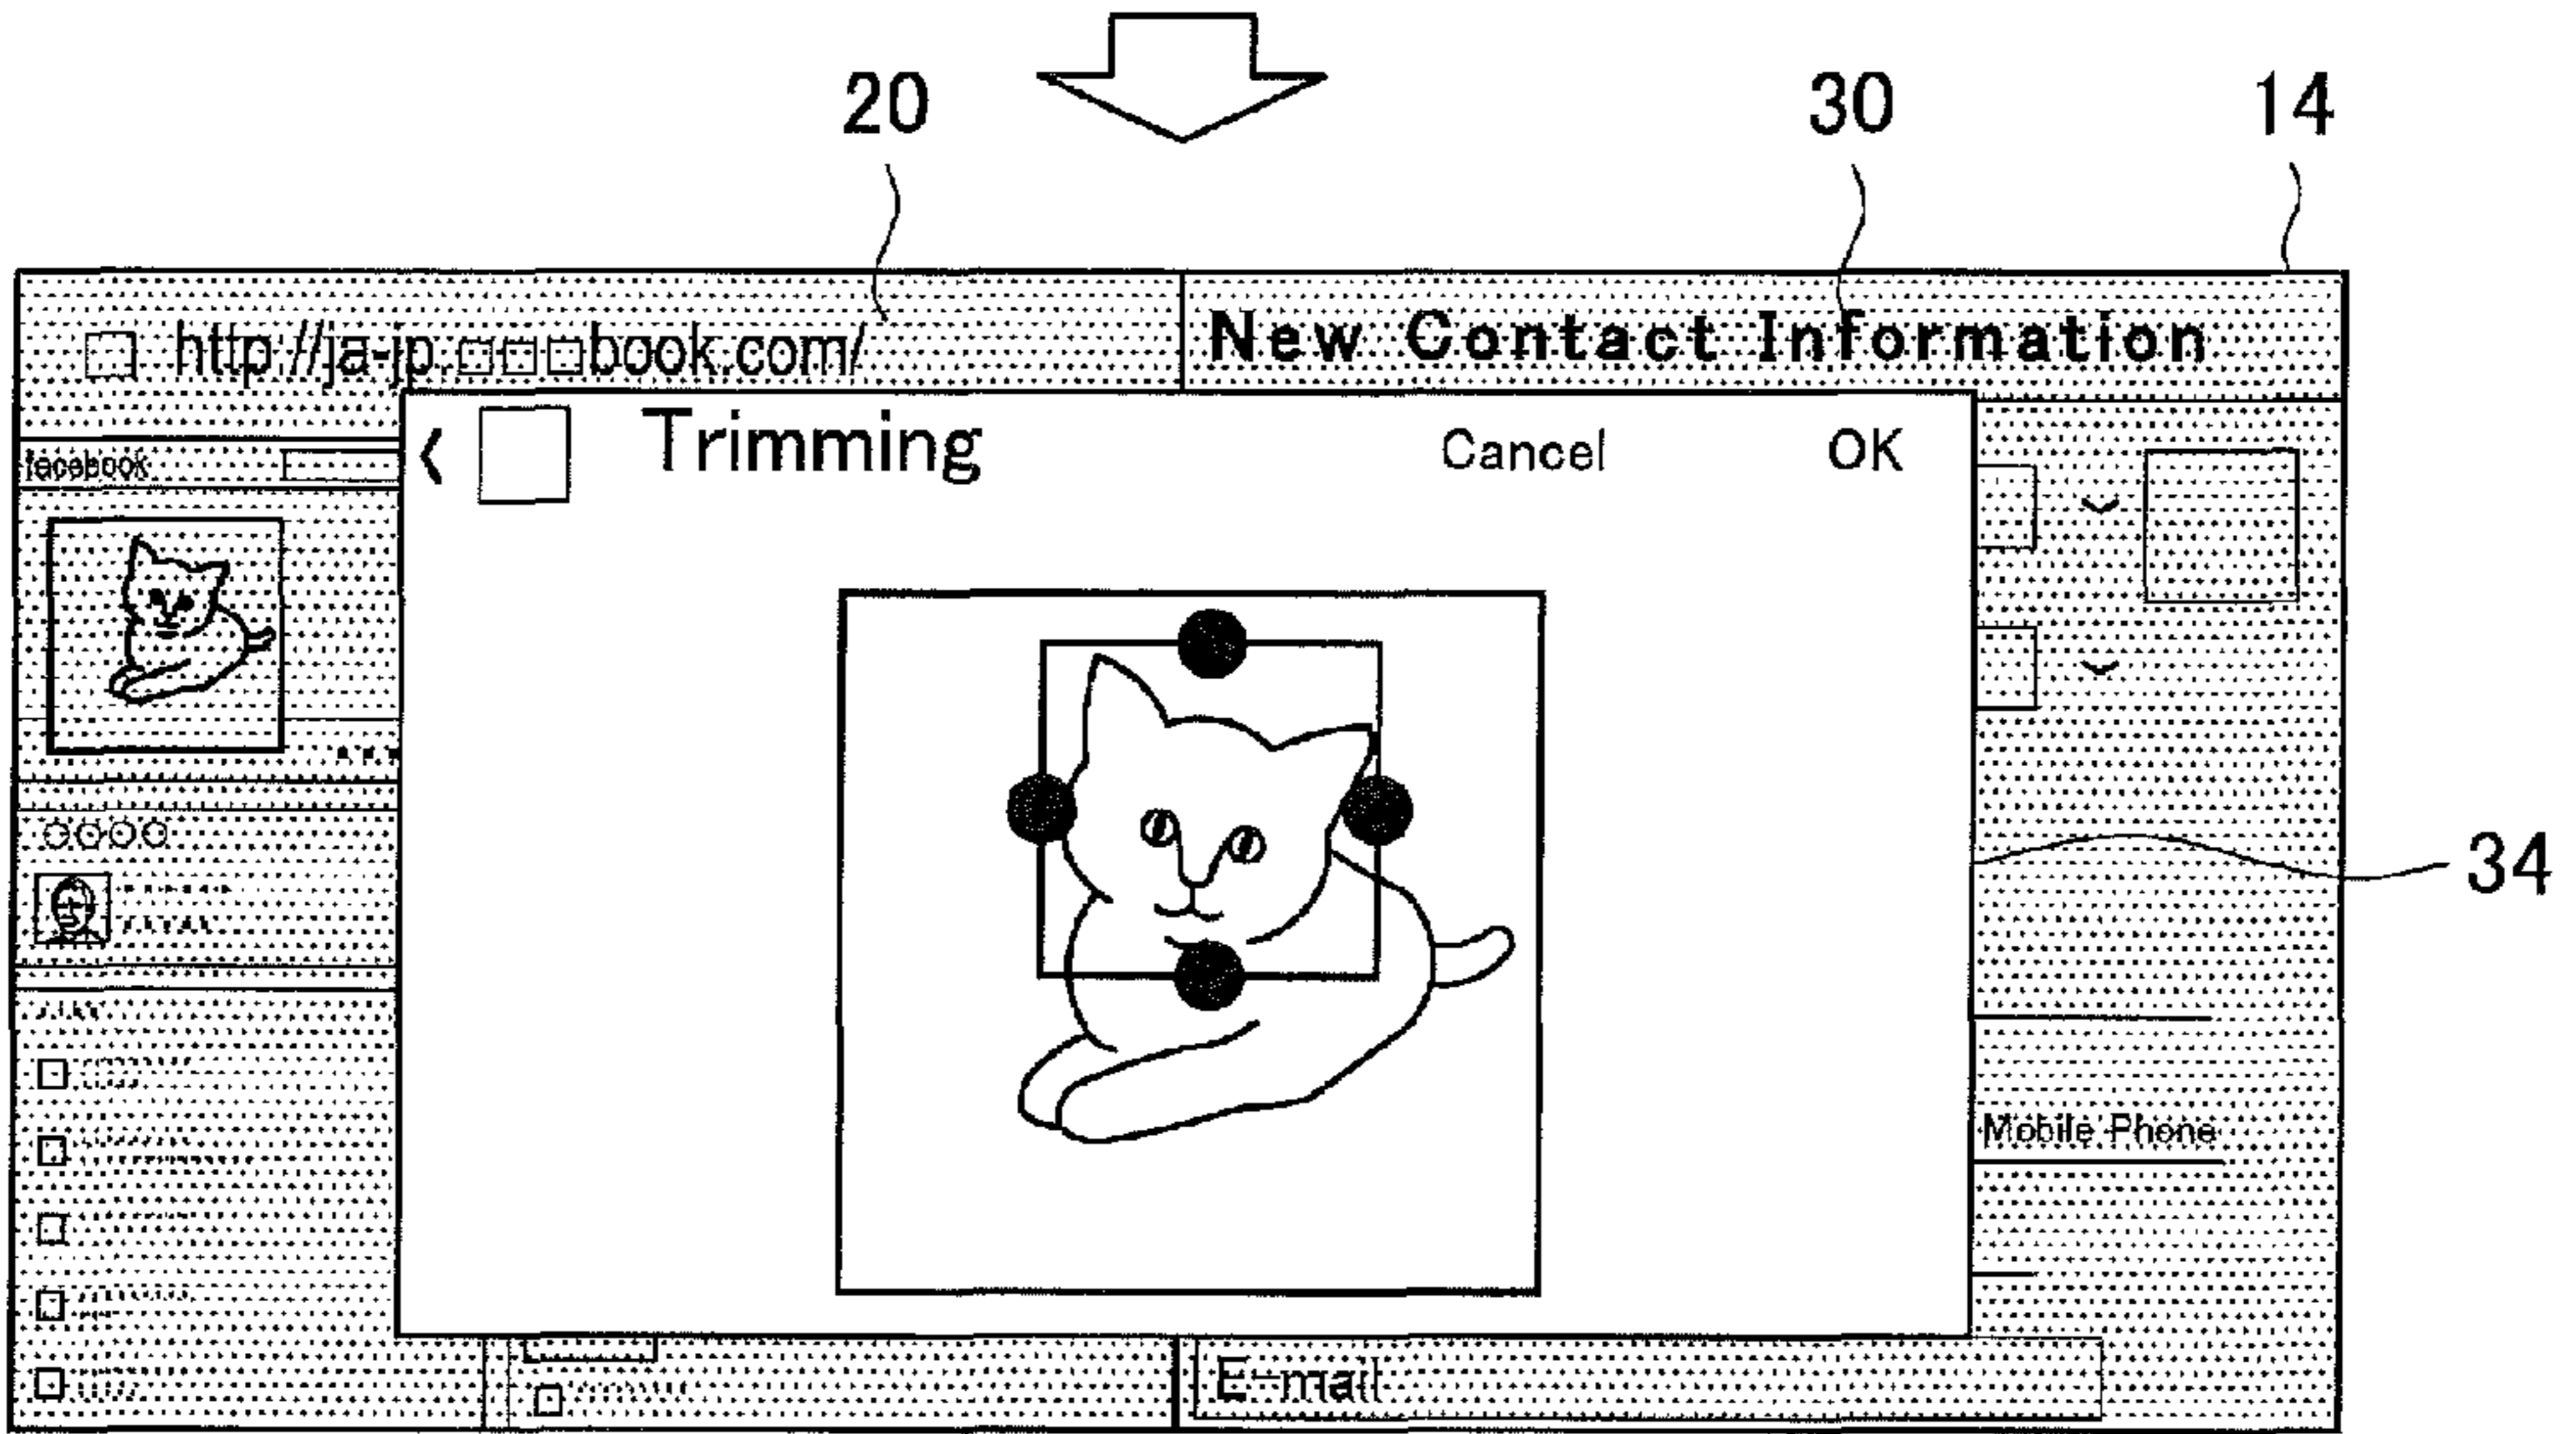 20
30
14
http://ja-jp.□□□book.com/
New Contact Information
Trimming
Cancel
OK
facebook
34
Mobile Phone
E-mail